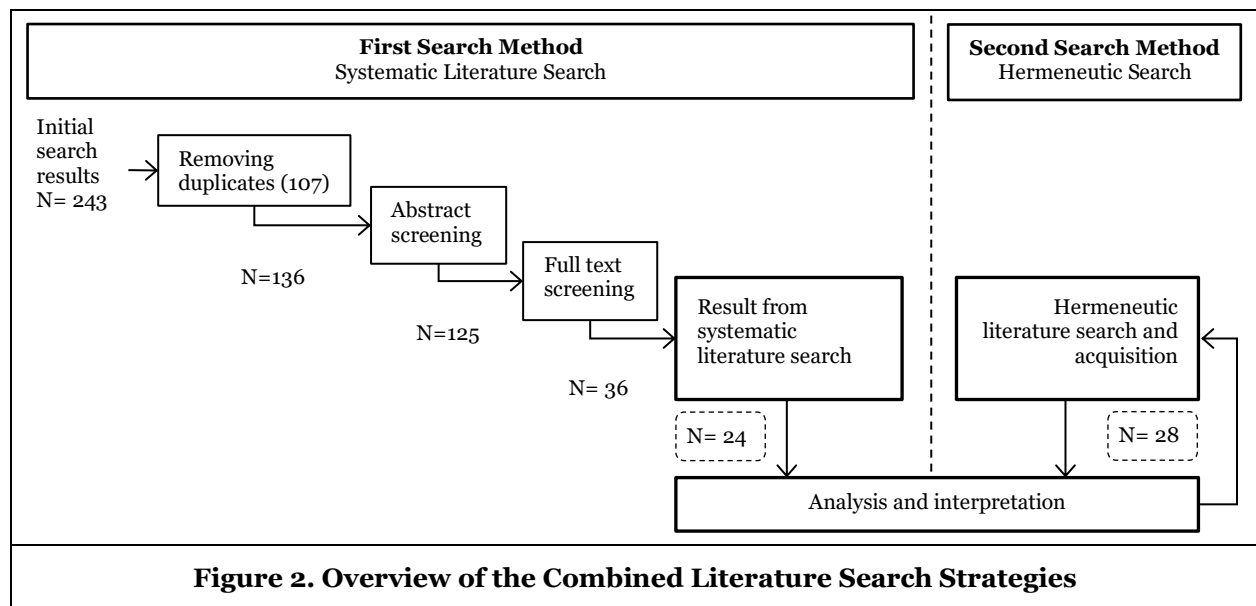 First Search Method
Systematic Literature Search
Second Search Method
Hermeneutic Search
Initial
search
results
N= 243
Removing
duplicates (107)
N=136
Abstract
screening
N=125
Full text
screening
N= 36
Result from
systematic
literature search
N= 24
Hermeneutic
literature search and
acquisition
N= 28
Analysis and interpretation
Figure 2. Overview of the Combined Literature Search Strategies